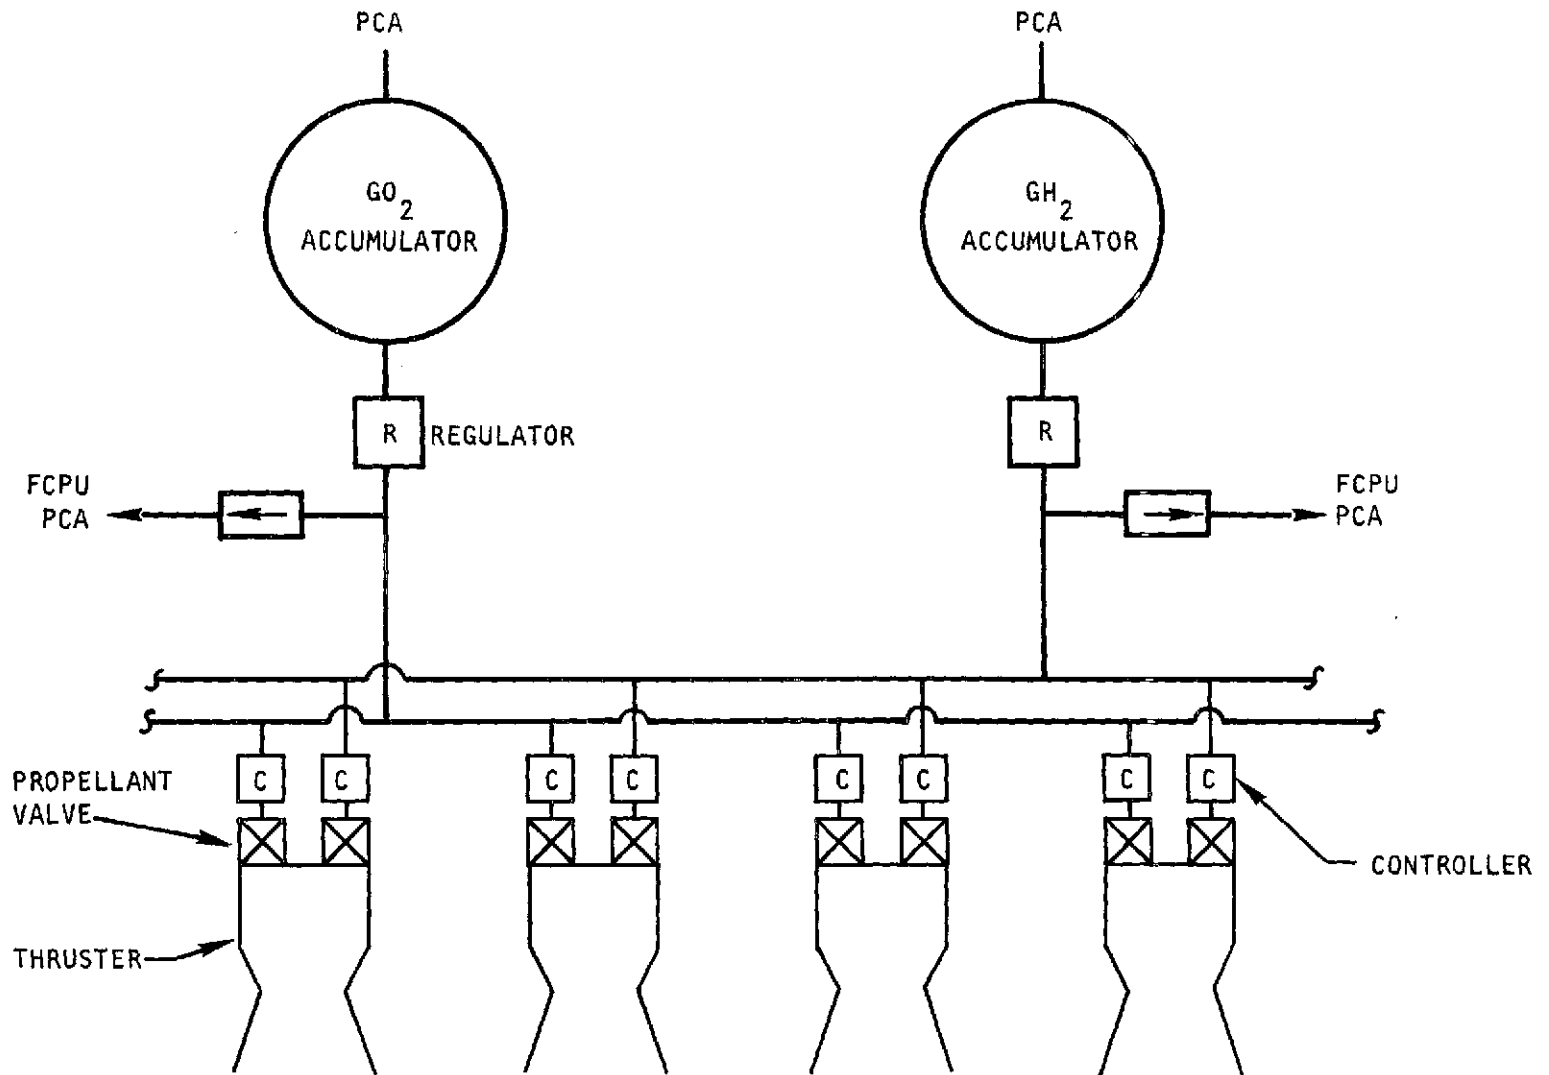 PCA
PCA
GO2
ACCUMULATOR
GH2
ACCUMULATOR
R
REGULATOR
R
FCPU
PCA
FCPU
PCA
C
C
C
C
C
C
C
C
PROPELLANT
VALVE
CONTROLLER
THRUSTER